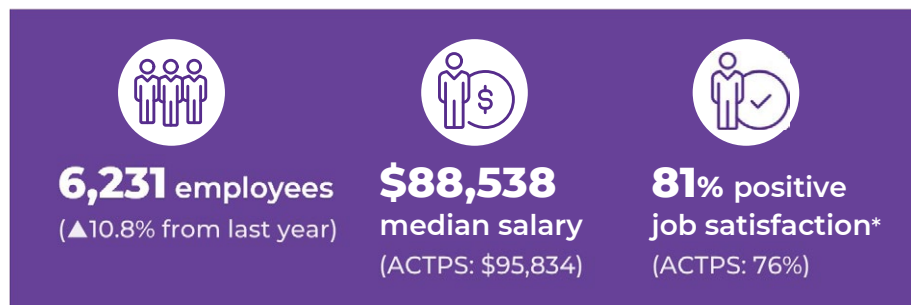 $
6,231 employees
(▲10.8% from last year)
$88,538
median salary
(ACTPS: $95,834)
81% positive
job satisfaction*
(ACTPS: 76%)